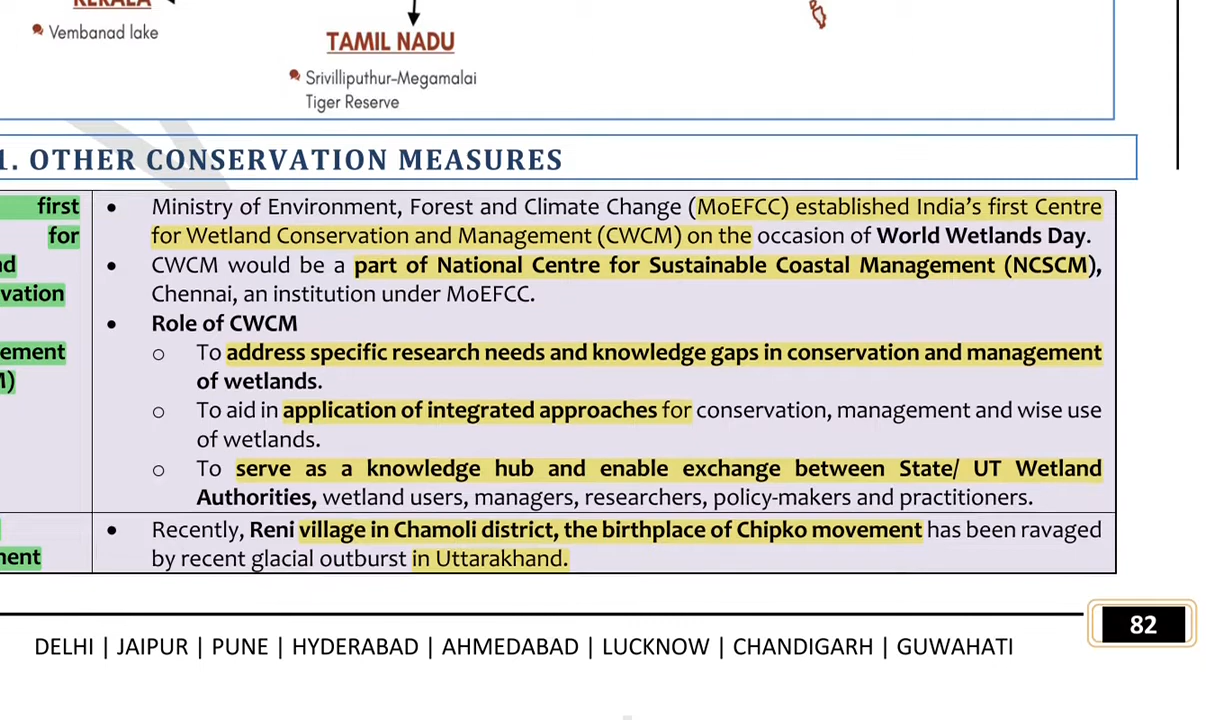 KERALA
Vembanad lake
TAMIL NADU
Srivilliputhur-Megamalai
Tiger Reserve
1. OTHER CONSERVATION MEASURES
first
for
nd
vation
ement
M)
• Ministry of Environment, Forest and Climate Change (MoEFCC) established India's first Centre
for Wetland Conservation and Management (CWCM) on the occasion of World Wetlands Day.
• CWCM would be a part of National Centre for Sustainable Coastal Management (NCSCM),
Chennai, an institution under MoEFCC.
• Role of CWCM
o To address specific research needs and knowledge gaps in conservation and management
of wetlands.
o To aid in application of integrated approaches for conservation, management and wise use
of wetlands.
o To serve as a knowledge hub and enable exchange between State/ UT Wetland
Authorities, wetland users, managers, researchers, policy-makers and practitioners.
ment
• Recently, Reni village in Chamoli district, the birthplace of Chipko movement has been ravaged
by recent glacial outburst in Uttarakhand.
82
DELHI | JAIPUR | PUNE | HYDERABAD | AHMEDABAD | LUCKNOW | CHANDIGARH | GUWAHATI